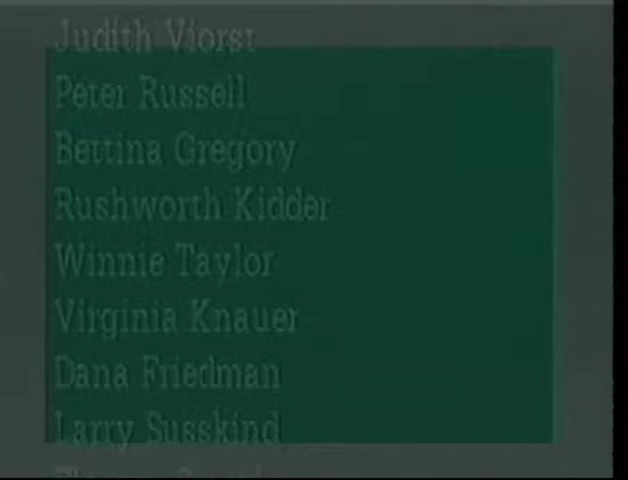 Judith Viorst
Peter Russell
Bettina Gregory
Rushworth Kidder
Winnie Taylor
Virginia Knauer
Dana Friedman
Larry Susskind